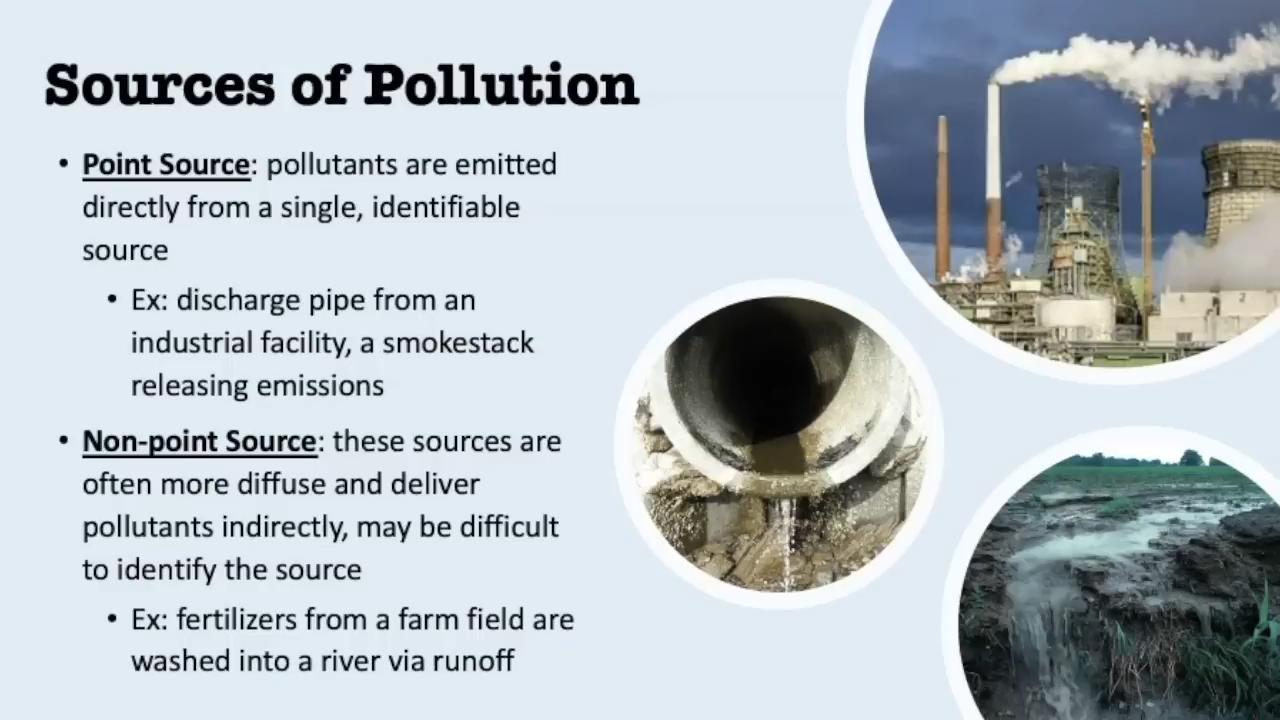 Sources of Pollution
• Point Source: pollutants are emitted
directly from a single, identifiable
source
• Ex: discharge pipe from an
industrial facility, a smokestack
releasing emissions
• Non-point Source: these sources are
often more diffuse and deliver
pollutants indirectly, may be difficult
to identify the source
• Ex: fertilizers from a farm field are
washed into a river via runoff